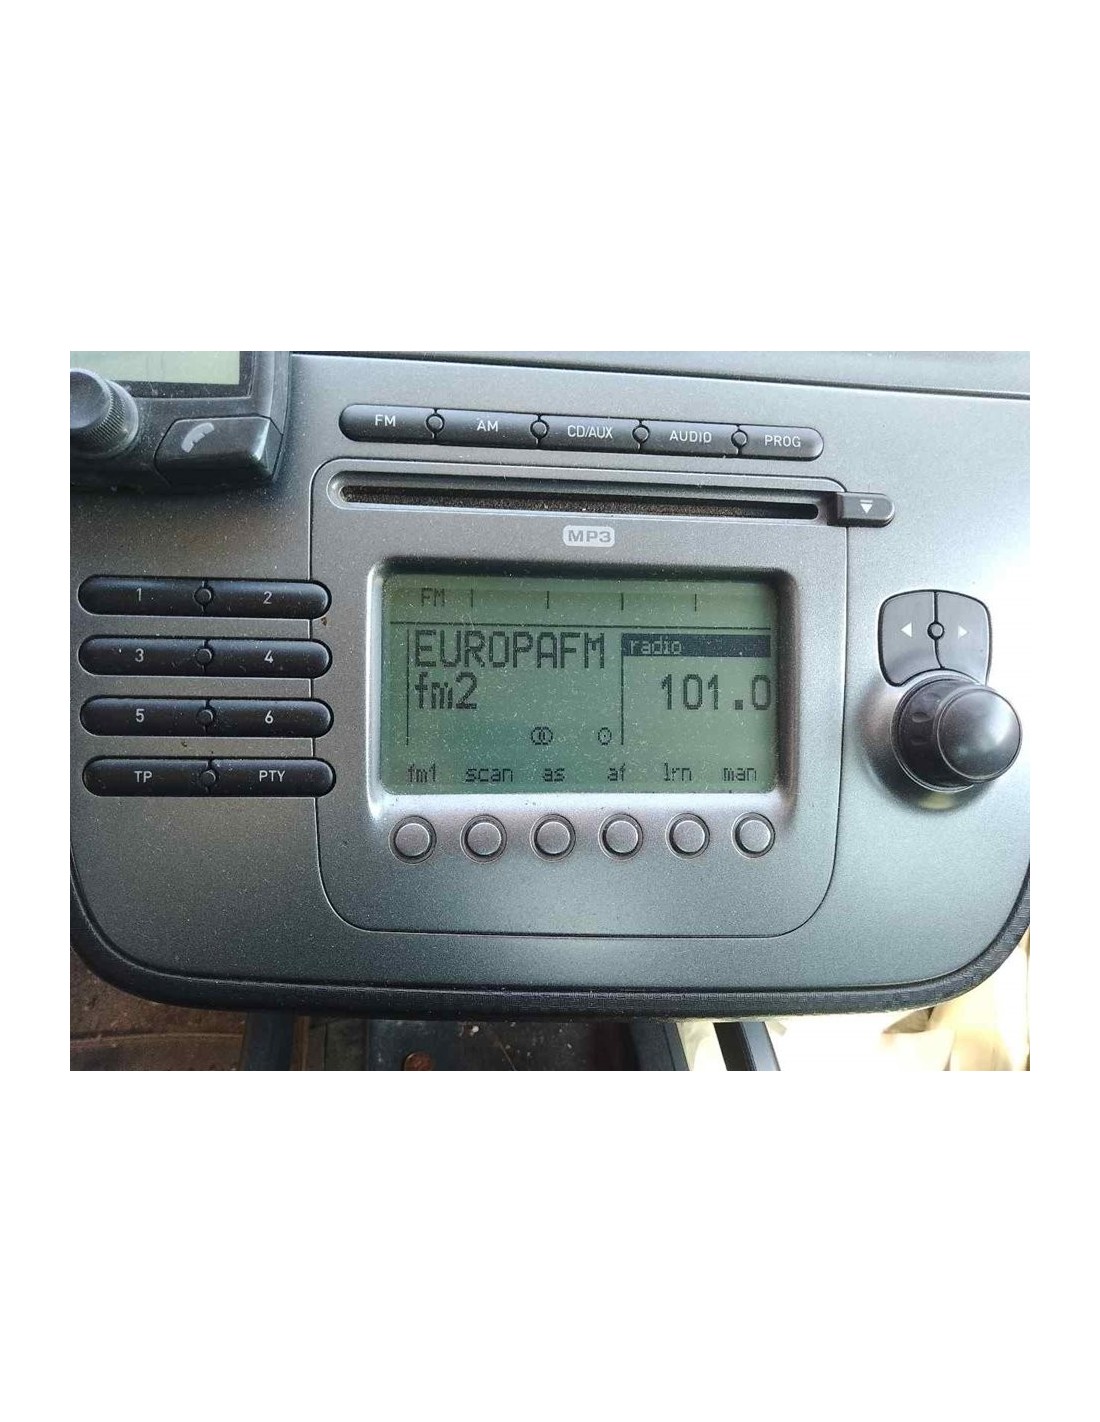 FM AM CD/AUX AUDIO PROG
MP3
1 2
3 4
5 6
TP PTY
FM
EUROPAFM radio
fm2 101.0
fm1 scan as af lrn man